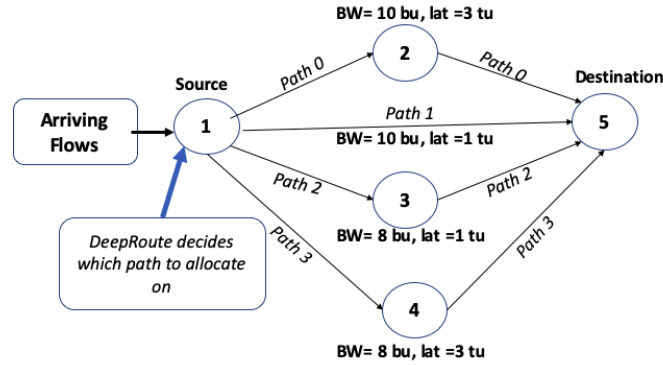 BW= 10 bu, lat =3 tu
2
Path 0
Path 0
Source
Destination
Arriving
Flows
1
Path 1
5
BW= 10 bu, lat =1 tu
Path 2
3
Path 2
BW= 8 bu, lat =1 tu
DeepRoute decides
which path to allocate
on
Path 3
Path 3
4
BW= 8 bu, lat =3 tu